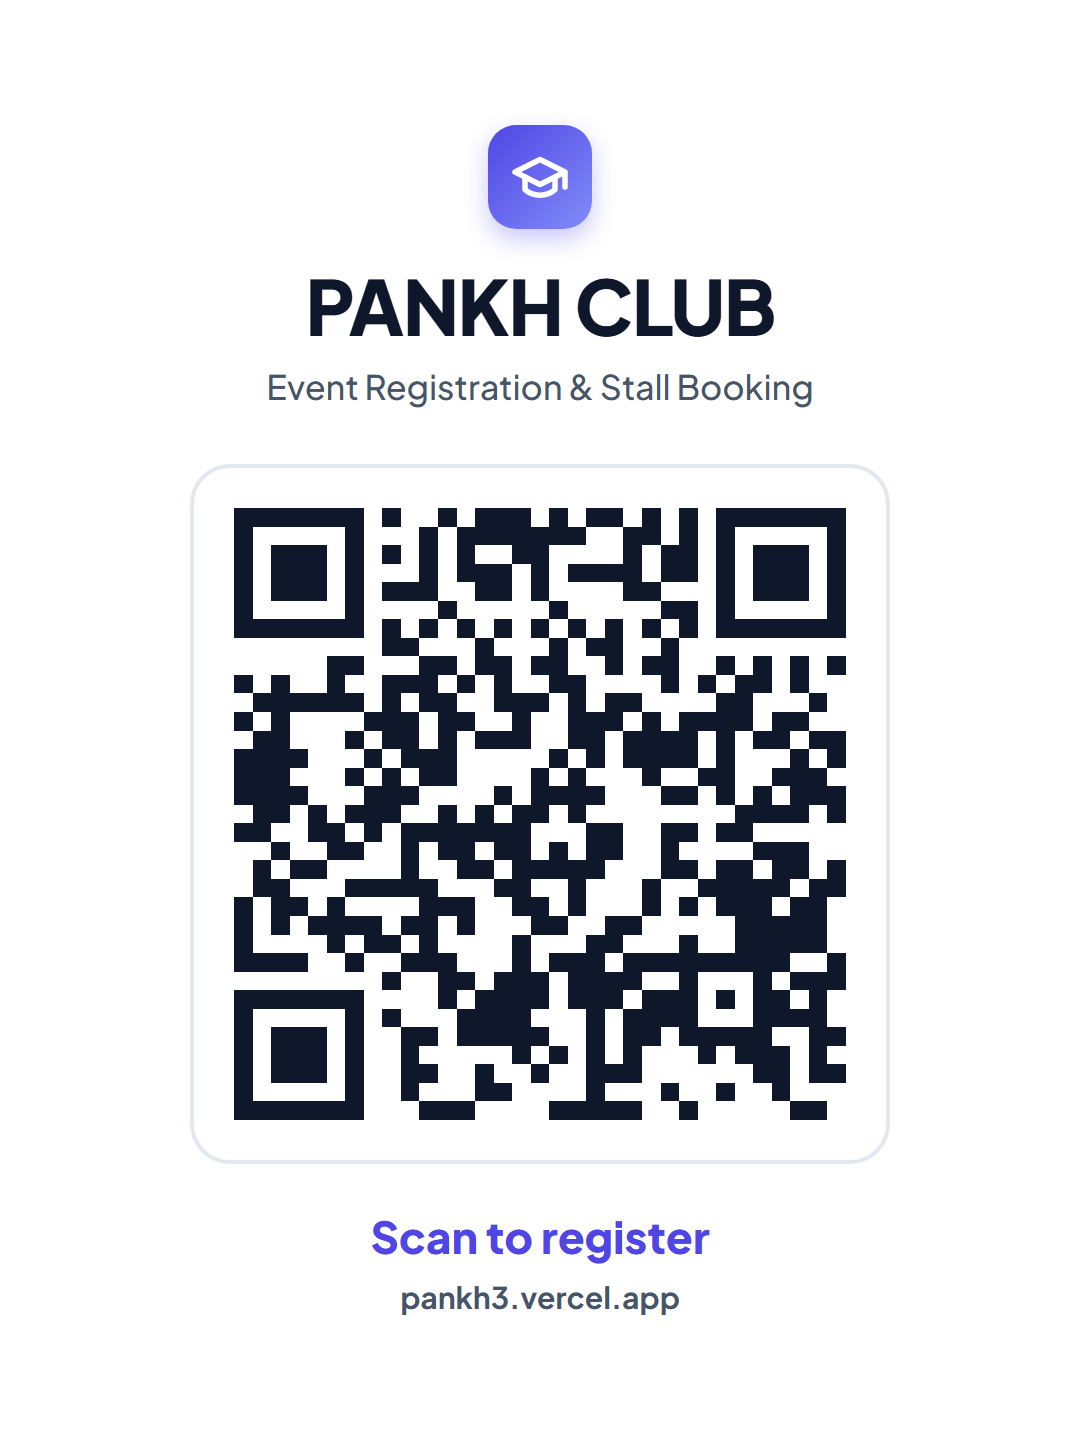 PANKH CLUB
Event Registration & Stall Booking
Scan to register
pankh3.vercel.app